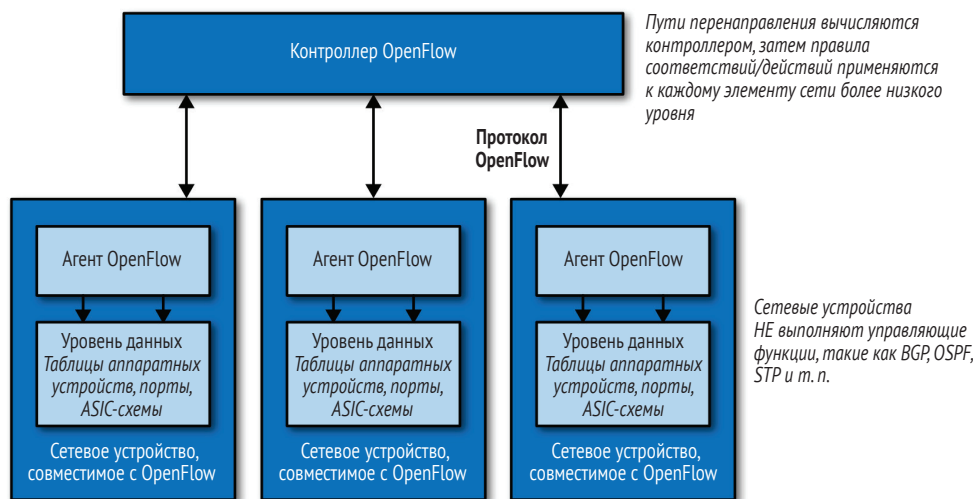 Контроллер OpenFlow
Пути перенаправления вычисляются
контроллером, затем правила
соответствий/действий применяются
к каждому элементу сети более низкого
уровня
Протокол
OpenFlow
Агент OpenFlow
Уровень данных
Таблицы аппаратных
устройств, порты,
ASIC-схемы
Сетевое устройство,
совместимое с OpenFlow
Агент OpenFlow
Уровень данных
Таблицы аппаратных
устройств, порты,
ASIC-схемы
Сетевое устройство,
совместимое с OpenFlow
Агент OpenFlow
Уровень данных
Таблицы аппаратных
устройств, порты,
ASIC-схемы
Сетевое устройство,
совместимое с OpenFlow
Сетевые устройства
НЕ выполняют управляющие
функции, такие как BGP, OSPF,
STP и т. п.